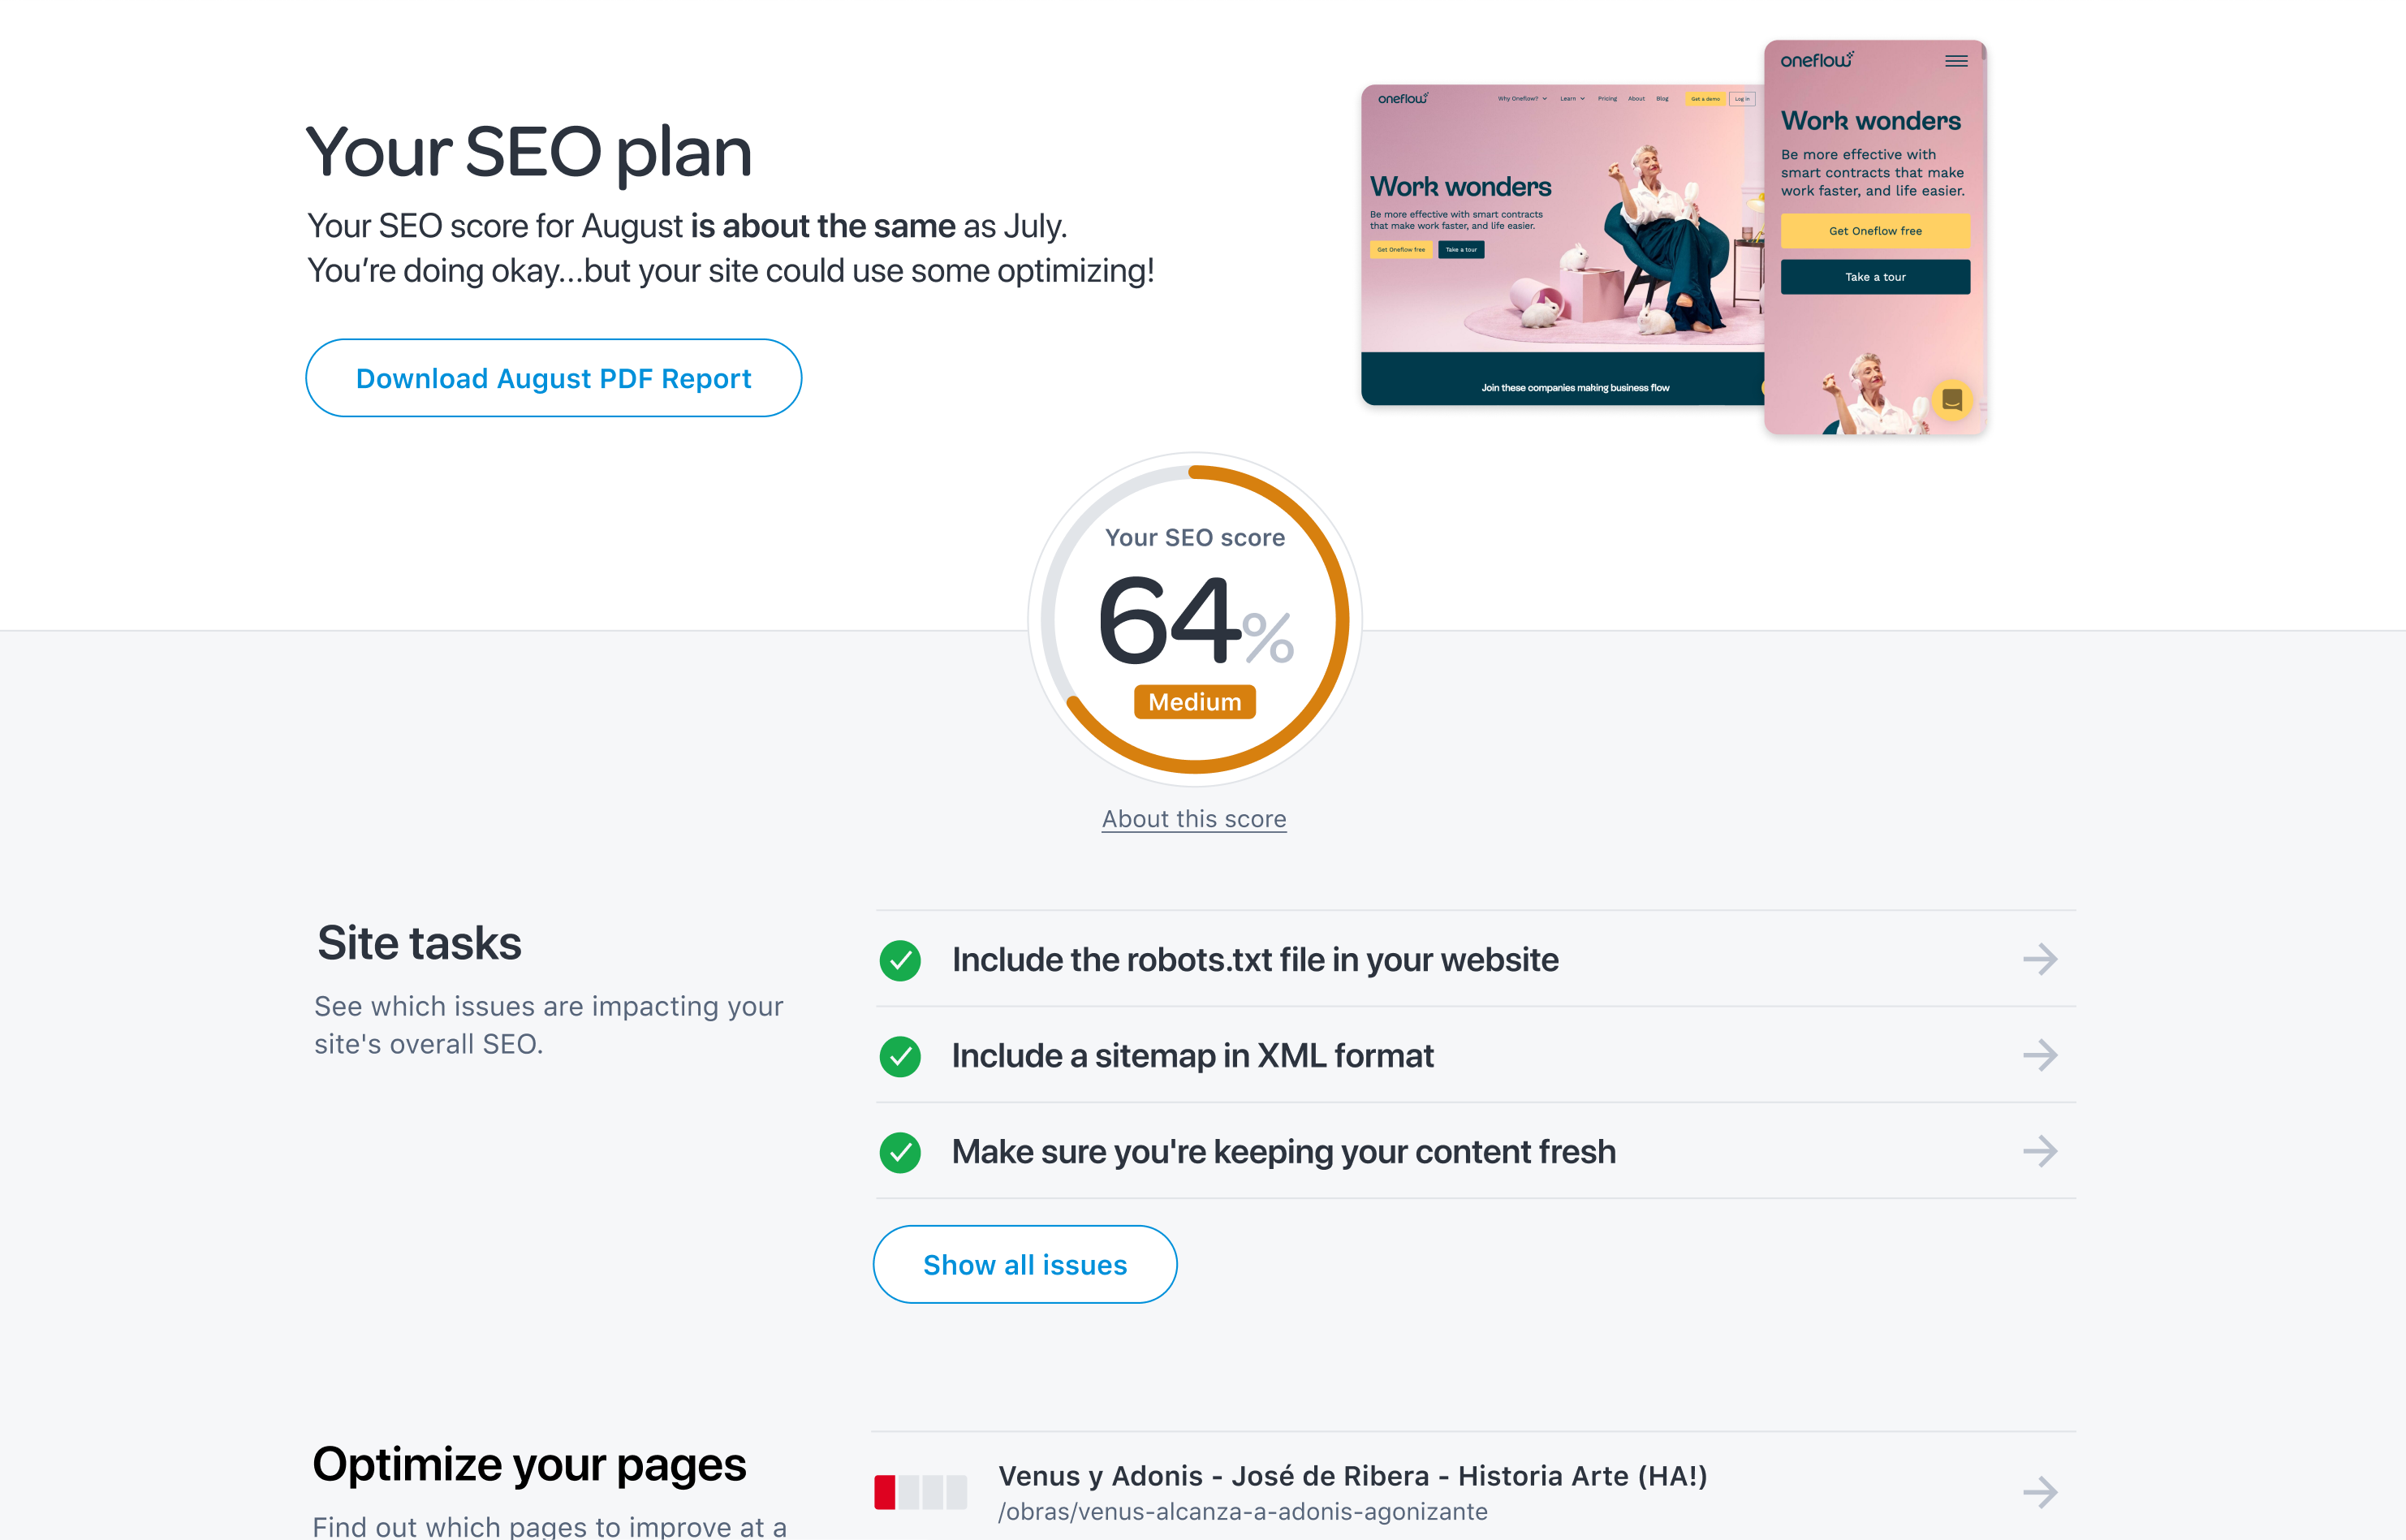 Your SEO plan
Your SEO score for August is about the same as July.
You’re doing okay...but your site could use some optimizing!
Download August PDF Report
oneflow
Why Oneflow?
Learn
Pricing
About
Blog
Get a demo
Log in
Work wonders
Be more effective with smart contracts
that make work faster, and life easier.
Get Oneflow free
Take a tour
Join these companies making business flow
oneflow
Work wonders
Be more effective with
smart contracts that make
work faster, and life easier.
Get Oneflow free
Take a tour
Your SEO score
64%
Medium
About this score
Site tasks
See which issues are impacting your
site's overall SEO.
Include the robots.txt file in your website
Include a sitemap in XML format
Make sure you're keeping your content fresh
Show all issues
Optimize your pages
Find out which pages to improve at a
Venus y Adonis - José de Ribera - Historia Arte (HA!)
/obras/venus-alcanza-a-adonis-agonizante